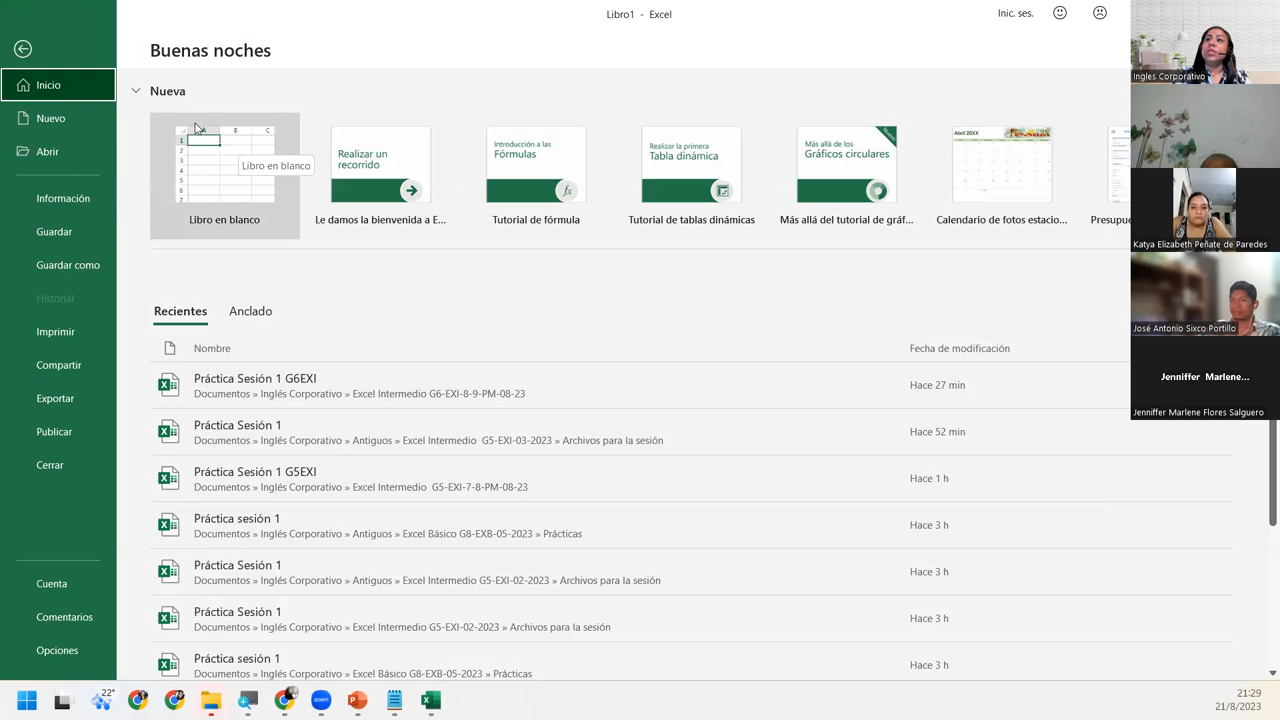 Libro1 - Excel
Inic. ses.
Buenas noches
Inicio
Nuevo
Abrir
Información
Guardar
Guardar como
Historial
Imprimir
Compartir
Exportar
Publicar
Cerrar
Cuenta
Comentarios
Opciones
Nueva
A B C
1
2
3
4
5
6
7
Libro en blanco
Libro en blanco
Realizar un
recorrido
Le damos la bienvenida a E...
Introducción a las
Fórmulas
fx
Tutorial de fórmula
Realizar la primera
Tabla dinámica
Tutorial de tablas dinámicas
Nuevo
Más allá de los
Gráficos circulares
Más allá del tutorial de gráf...
Abril 20XX
Calendario de fotos estacio...
Presupue
Recientes
Anclado
Nombre
Fecha de modificación
Práctica Sesión 1 G6EXI
Documentos » Inglés Corporativo » Excel Intermedio G6-EXI-8-9-PM-08-23
Hace 27 min
Práctica Sesión 1
Documentos » Inglés Corporativo » Antiguos » Excel Intermedio G5-EXI-03-2023 » Archivos para la sesión
Hace 52 min
Práctica Sesión 1 G5EXI
Documentos » Inglés Corporativo » Excel Intermedio G5-EXI-7-8-PM-08-23
Hace 1 h
Práctica sesión 1
Documentos » Inglés Corporativo » Antiguos » Excel Básico G8-EXB-05-2023 » Prácticas
Hace 3 h
Práctica Sesión 1
Documentos » Inglés Corporativo » Antiguos » Excel Intermedio G5-EXI-02-2023 » Archivos para la sesión
Hace 3 h
Práctica Sesión 1
Documentos » Inglés Corporativo » Excel Intermedio G5-EXI-02-2023 » Archivos para la sesión
Hace 3 h
Práctica sesión 1
Documentos » Inglés Corporativo » Excel Básico G8-EXB-05-2023 » Prácticas
Hace 3 h
Ingles Corporativo
Katya Elizabeth Peñate de Paredes
José Antonio Sixco Portillo
Jenniffer Marlene...
Jenniffer Marlene Flores Salguero
22°
zoom
21:29
21/8/2023